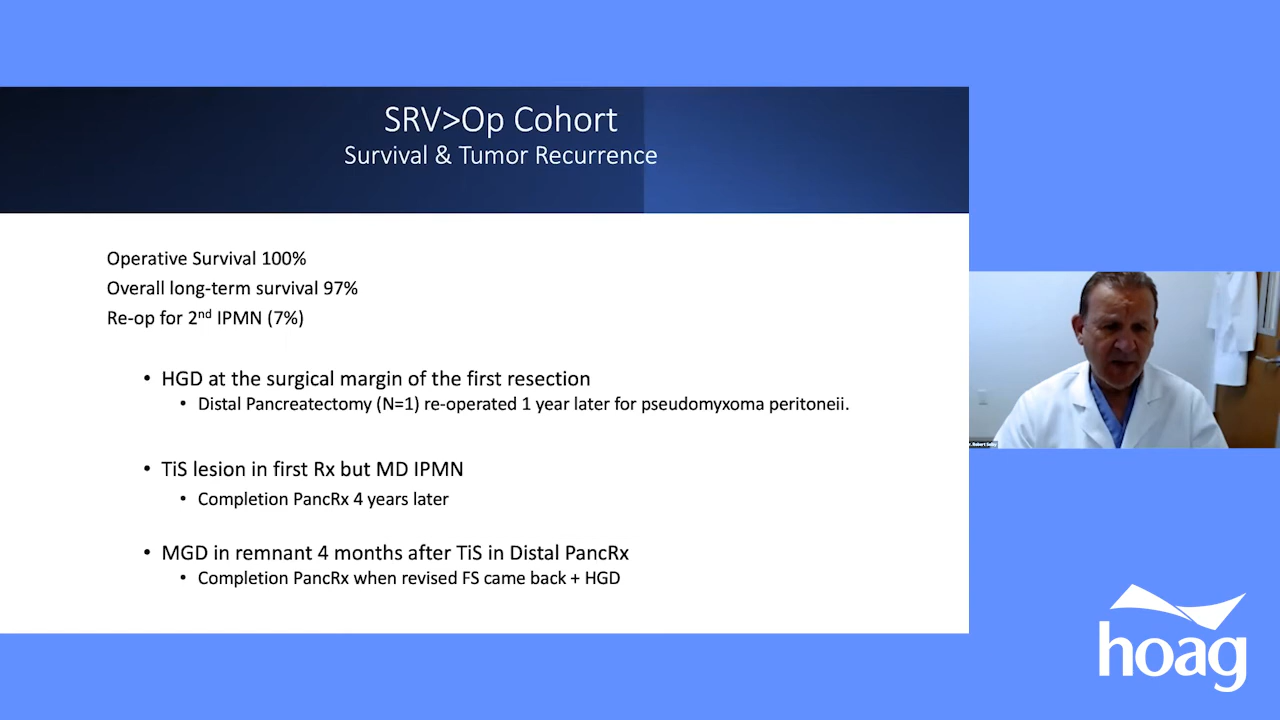 SRV>Op Cohort
Survival & Tumor Recurrence
Operative Survival 100%
Overall long-term survival 97%
Re-op for 2nd IPMN (7%)
• HGD at the surgical margin of the first resection
• Distal Pancreatectomy (N=1) re-operated 1 year later for pseudomyxoma peritoneii.
• TiS lesion in first Rx but MD IPMN
• Completion PancRx 4 years later
• MGD in remnant 4 months after TiS in Distal PancRx
• Completion PancRx when revised FS came back + HGD
Robert Selby
hoag